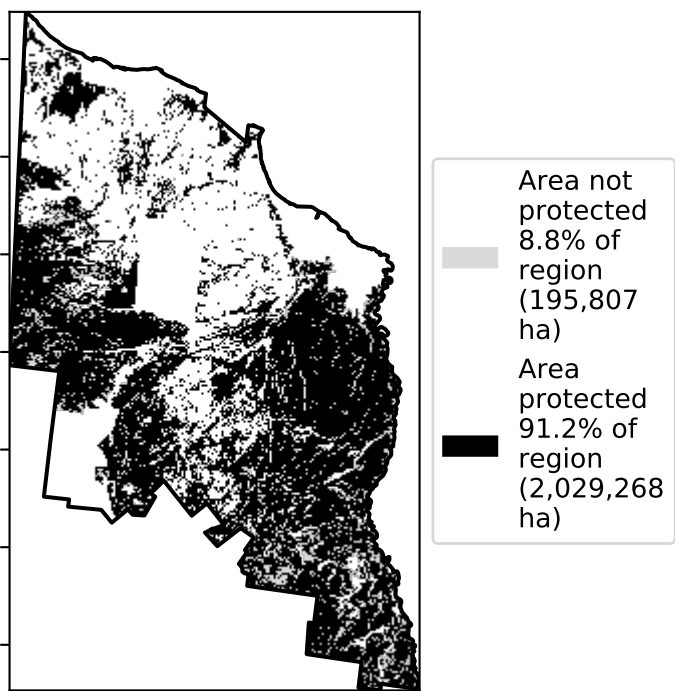 Area not
protected
8.8% of
region
(195,807
ha)
Area
protected
91.2% of
region
(2,029,268
ha)